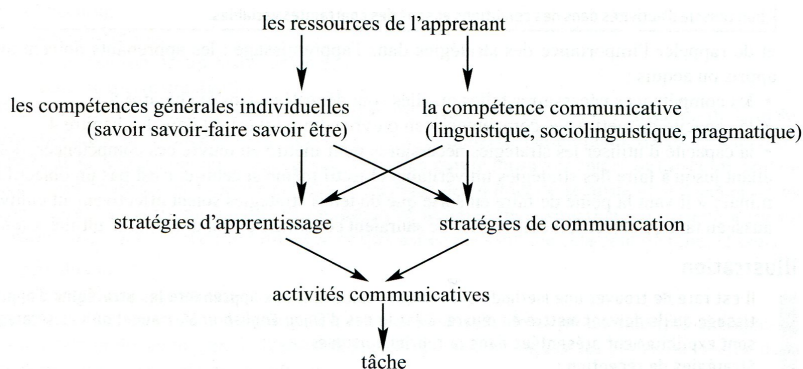 les ressources de l'apprenant
les compétences générales individuelles
(savoir savoir-faire savoir être)
la compétence communicative
(linguistique, sociolinguistique, pragmatique)
stratégies d'apprentissage
stratégies de communication
activités communicatives
tâche